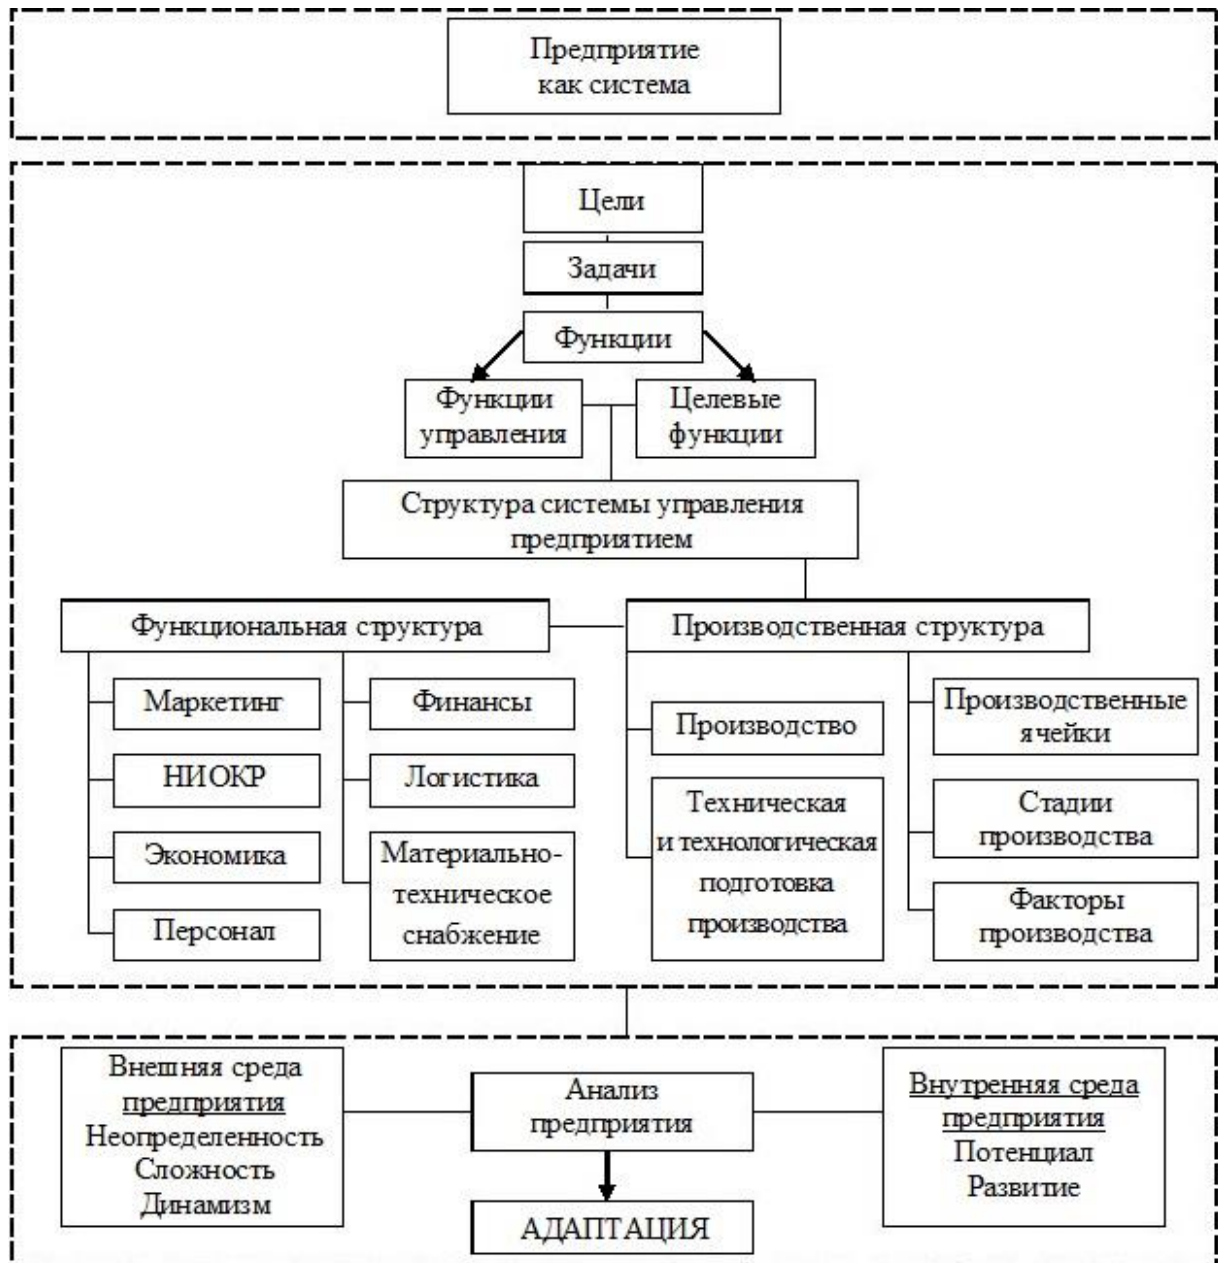 Предприятие
как система
Цели
Задачи
Функции
Функции
управления
Целевые
функции
Структура системы управления
предприятием
Функциональная структура
Производственная структура
Маркетинг
НИОКР
Экономика
Персонал
Финансы
Логистика
Материально-
техническое
снабжение
Производство
Техническая
и технологическая
подготовка
производства
Производственные
ячейки
Стадии
производства
Факторы
производства
Внешняя среда
предприятия
Неопределенность
Сложность
Динамизм
Анализ
предприятия
АДАПТАЦИЯ
Внутренняя среда
предприятия
Потенциал
Развитие